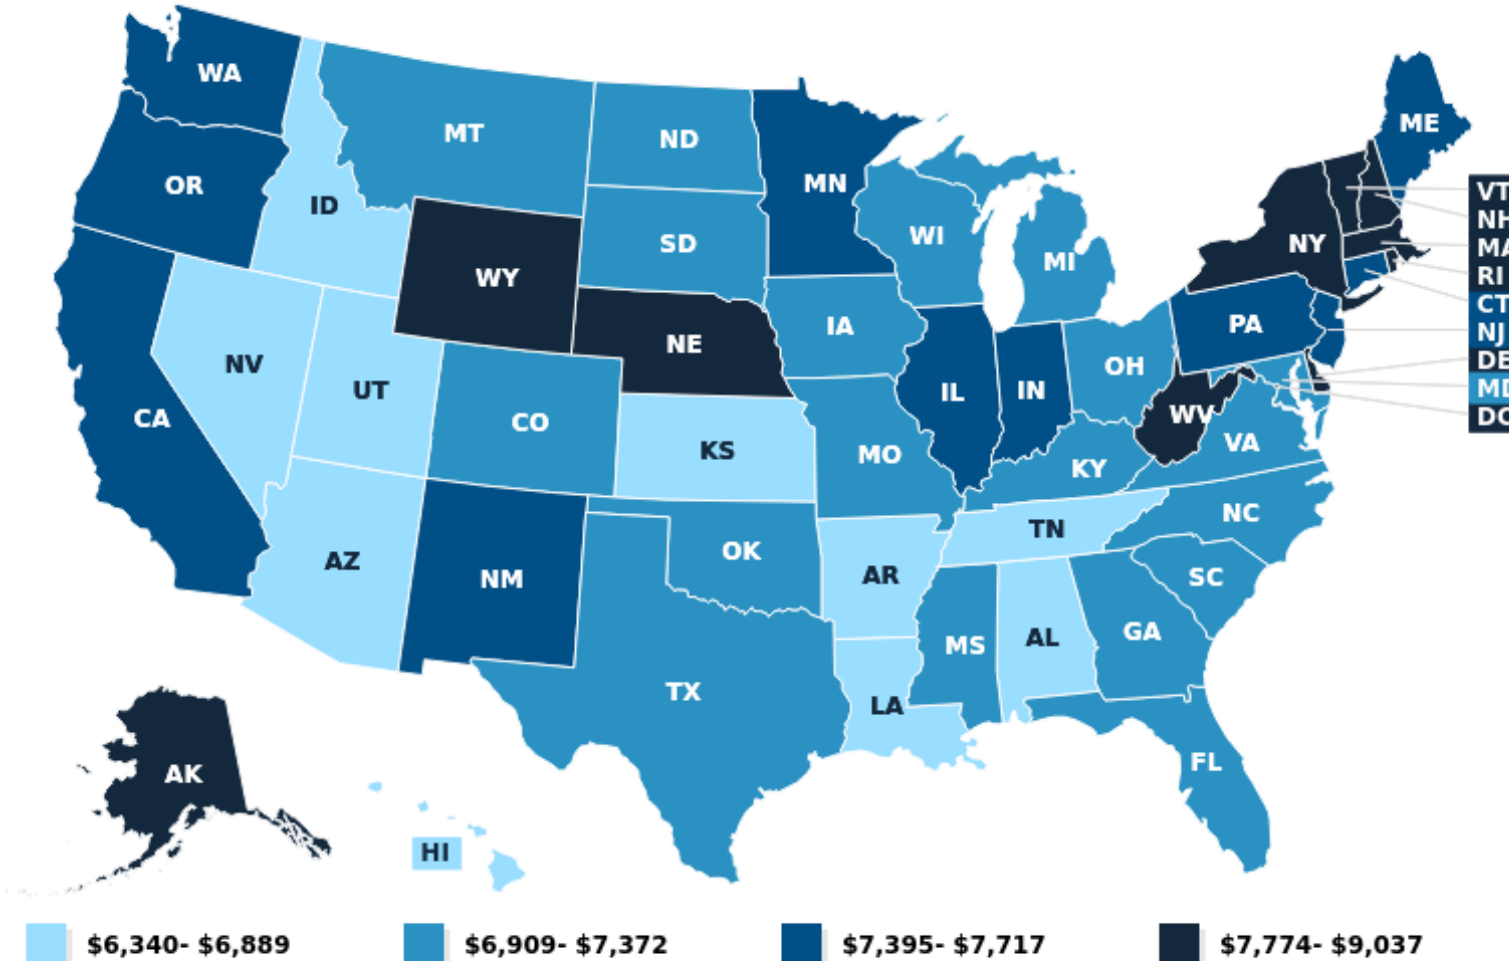 WA
MT
ND
MN
ME
OR
ID
SD
WI
MI
VT
NH
NY
MA
RI
WY
CT
NJ
DE
MD
DC
NE
IA
PA
NV
UT
CA
CO
KS
MO
IL
IN
OH
WV
VA
KY
NC
TN
AZ
NM
OK
AR
SC
MS
AL
GA
TX
LA
FL
AK
HI
$6,340- $6,889
$6,909- $7,372
$7,395- $7,717
$7,774- $9,037